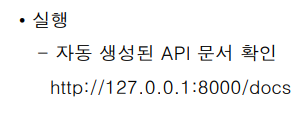 • 실행
– 자동 생성된 API 문서 확인
http://127.0.0.1:8000/docs